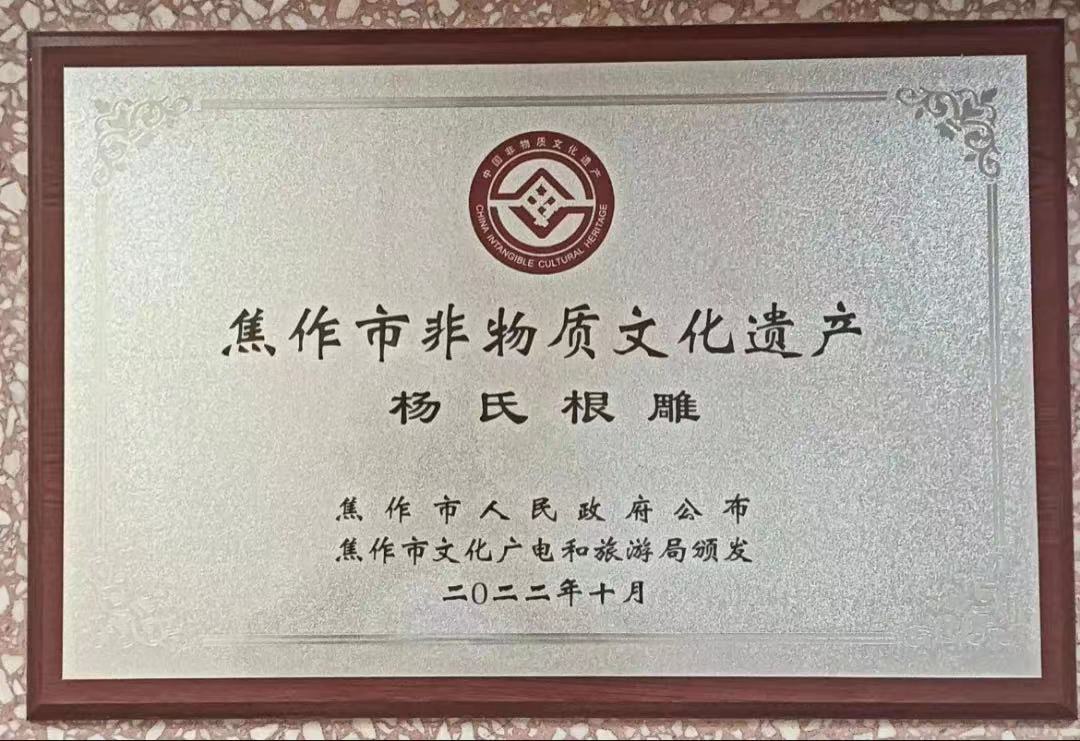 中国非物质文化遗产
CHINA INTANGIBLE CULTURAL HERITAGE
焦作市非物质文化遗产
杨氏根雕
焦作市人民政府公布
焦作市文化广电和旅游局颁发
二〇二二年十月